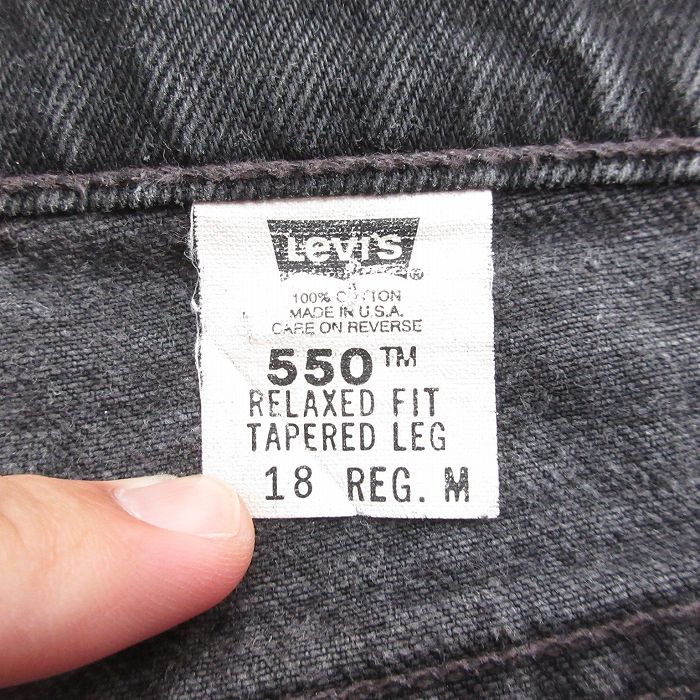 Levi's
®
100% COTTON
MADE IN U.S.A.
CARE ON REVERSE
550™
RELAXED FIT
TAPERED LEG
18 REG. M